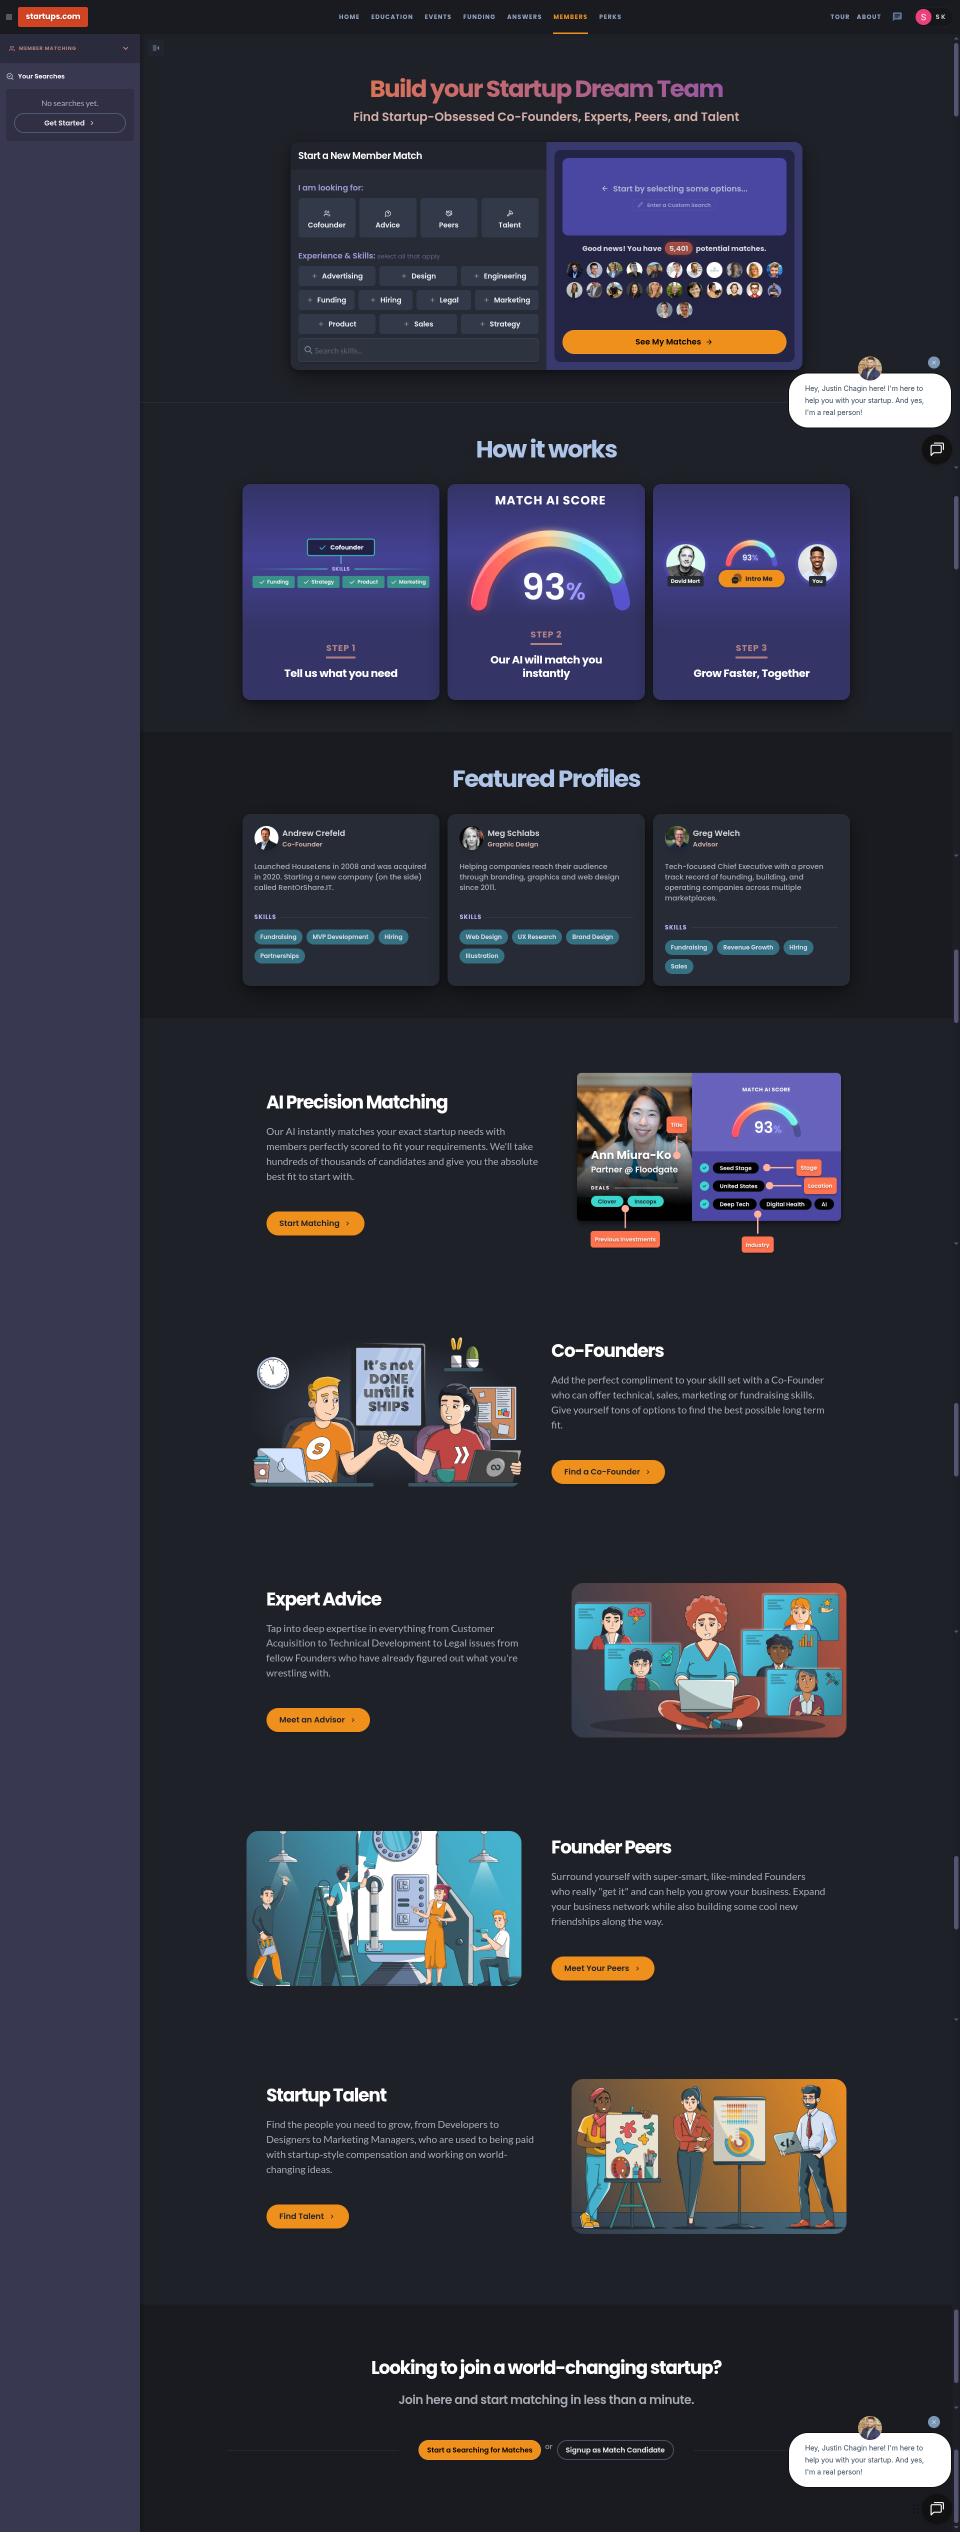 startups.com
HOME EDUCATION EVENTS FUNDING ANSWERS MEMBERS PERKS
TOUR ABOUT
S SK
MEMBER MATCHING
Your Searches
No searches yet.
Get Started
Build your Startup Dream Team
Find Startup-Obsessed Co-Founders, Experts, Peers, and Talent
Start a New Member Match
I am looking for:
Cofounder Advice Peers Talent
Experience & Skills: select all that apply
+ Advertising + Design + Engineering
+ Funding + Hiring + Legal + Marketing
+ Product + Sales + Strategy
Search skills...
Start by selecting some options...
Enter a Custom Search
Good news! You have 5,401 potential matches.
See My Matches
Hey, Justin Chagin here! I'm here to
help you with your startup. And yes,
I'm a real person!
How it works
Cofounder
SKILLS
Funding Strategy Product Marketing
STEP 1
Tell us what you need
MATCH AI SCORE
93%
STEP 2
Our AI will match you
instantly
93%
David Mort
Intro Me
You
STEP 3
Grow Faster, Together
Featured Profiles
Andrew Crefeld
Co-Founder
Launched HouseLens in 2008 and was acquired
in 2020. Starting a new company (on the side)
called RentOrShare.IT.
SKILLS
Fundraising MVP Development Hiring
Partnerships
Meg Schlabs
Graphic Design
Helping companies reach their audience
through branding, graphics and web design
since 2011.
SKILLS
Web Design UX Research Brand Design
Illustration
Greg Welch
Advisor
Tech-focused Chief Executive with a proven
track record of founding, building, and
operating companies across multiple
marketplaces.
SKILLS
Fundraising Revenue Growth Hiring
Sales
AI Precision Matching
Our AI instantly matches your exact startup needs with
members perfectly scored to fit your requirements. We'll take
hundreds of thousands of candidates and give you the absolute
best fit to start with.
Start Matching
Title
Ann Miura-Ko
Partner @ Floodgate
DEALS
Clover Inscopx
Previous Investments
MATCH AI SCORE
93%
Seed Stage Stage
United States Location
Deep Tech Digital Health AI
Industry
It's not
DONE
until it
SHIPS
S
Co-Founders
Add the perfect compliment to your skill set with a Co-Founder
who can offer technical, sales, marketing or fundraising skills.
Give yourself tons of options to find the best possible long term
fit.
Find a Co-Founder
Expert Advice
Tap into deep expertise in everything from Customer
Acquisition to Technical Development to Legal issues from
fellow Founders who have already figured out what you're
wrestling with.
Meet an Advisor
Founder Peers
Surround yourself with super-smart, like-minded Founders
who really "get it" and can help you grow your business. Expand
your business network while also building some cool new
friendships along the way.
Meet Your Peers
Startup Talent
Find the people you need to grow, from Developers to
Designers to Marketing Managers, who are used to being paid
with startup-style compensation and working on world-
changing ideas.
Find Talent
</>
Looking to join a world-changing startup?
Join here and start matching in less than a minute.
Start a Searching for Matches or Signup as Match Candidate
Hey, Justin Chagin here! I'm here to
help you with your startup. And yes,
I'm a real person!